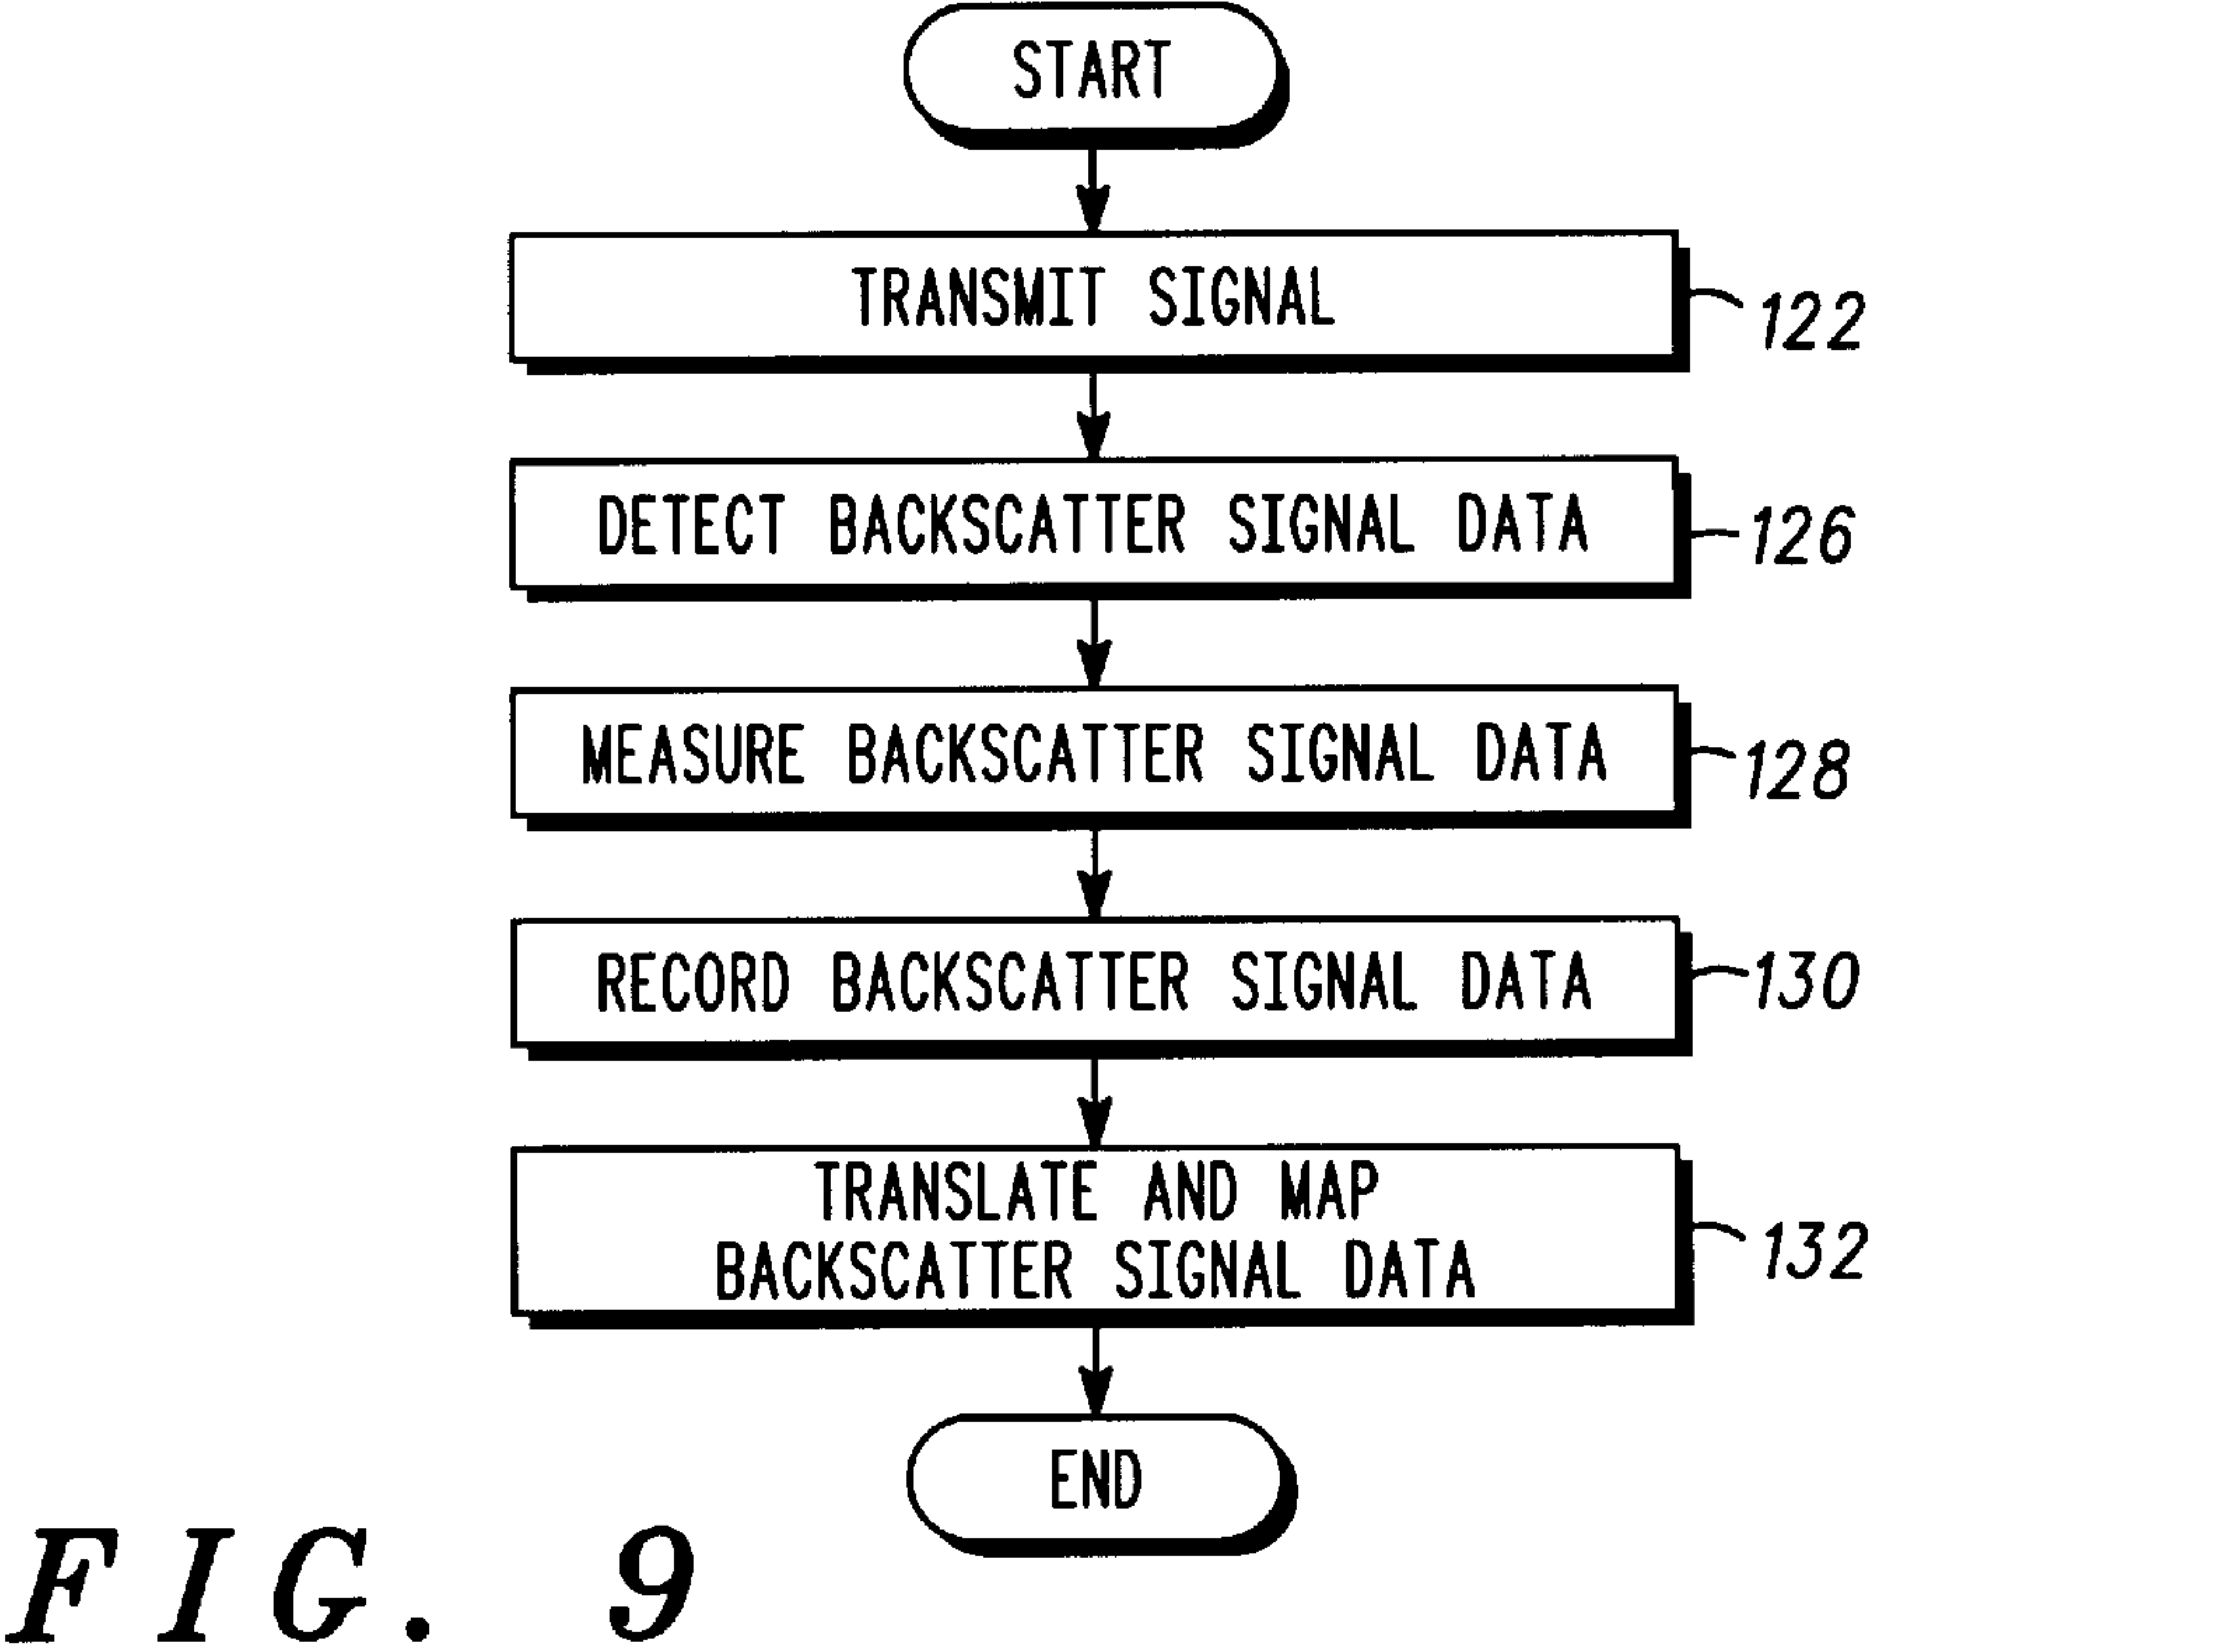 START
TRANSMIT SIGNAL
122
DETECT BACKSCATTER SIGNAL DATA
126
MEASURE BACKSCATTER SIGNAL DATA
128
RECORD BACKSCATTER SIGNAL DATA
130
TRANSLATE AND MAP
BACKSCATTER SIGNAL DATA
132
END
FIG. 9